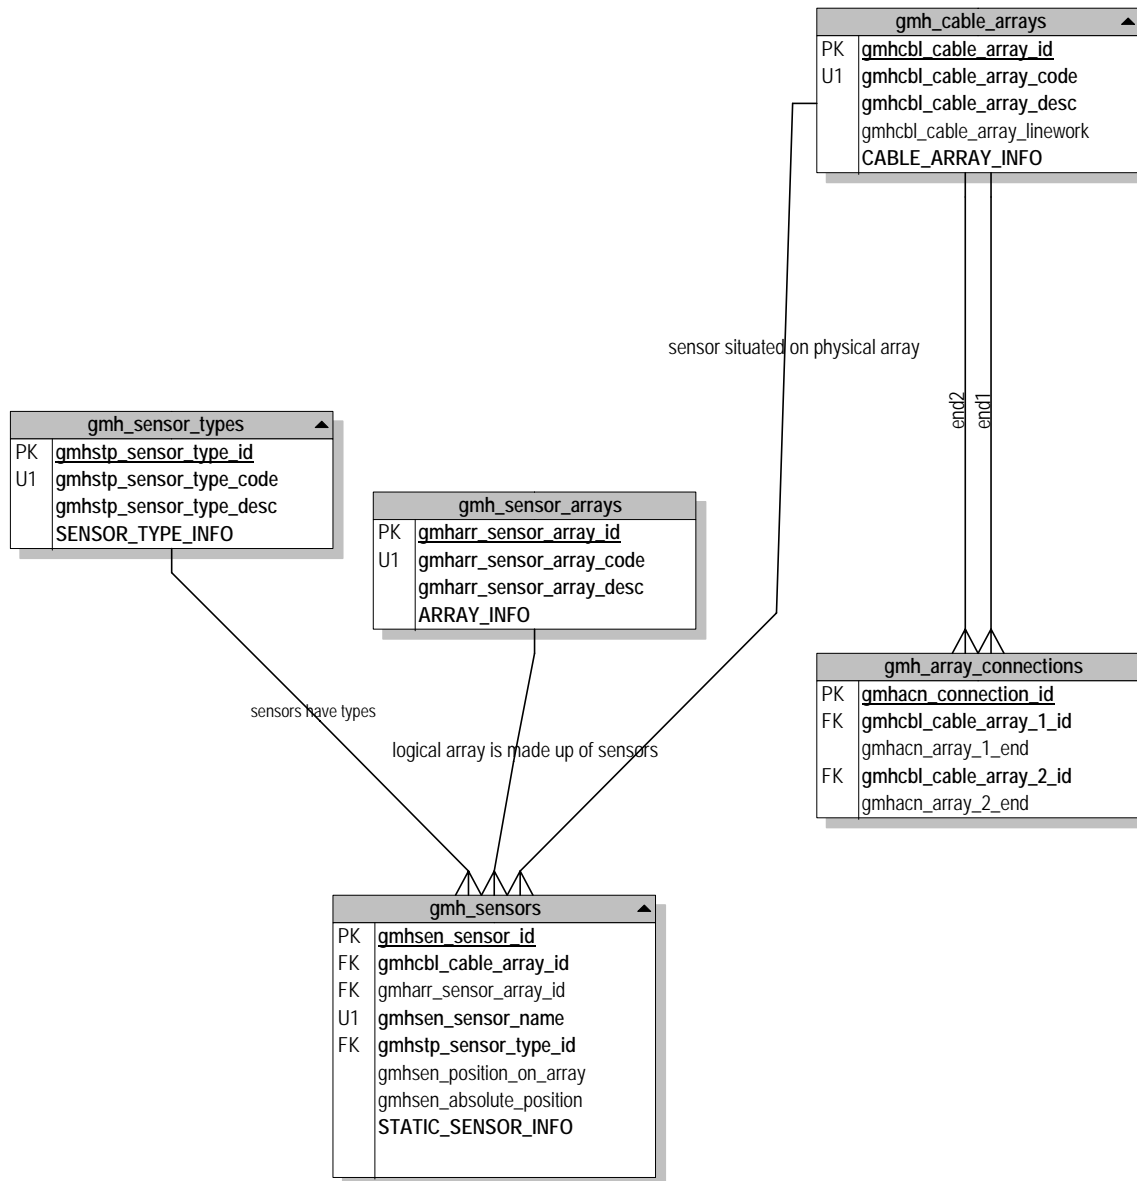 gmh_cable_arrays
PK gmhcbl_cable_array_id
U1 gmhcbl_cable_array_code
gmhcbl_cable_array_desc
gmhcbl_cable_array_linework
CABLE_ARRAY_INFO
sensor situated on physical array
end2
end1
gmh_sensor_types
PK gmhstp_sensor_type_id
U1 gmhstp_sensor_type_code
gmhstp_sensor_type_desc
SENSOR_TYPE_INFO
gmh_sensor_arrays
PK gmharr_sensor_array_id
U1 gmharr_sensor_array_code
gmharr_sensor_array_desc
ARRAY_INFO
gmh_array_connections
PK gmhacn_connection_id
FK gmhcbl_cable_array_1_id
gmhacn_array_1_end
FK gmhcbl_cable_array_2_id
gmhacn_array_2_end
sensors have types
logical array is made up of sensors
gmh_sensors
PK gmhsen_sensor_id
FK gmhcbl_cable_array_id
FK gmharr_sensor_array_id
U1 gmhsen_sensor_name
FK gmhstp_sensor_type_id
gmhsen_position_on_array
gmhsen_absolute_position
STATIC_SENSOR_INFO